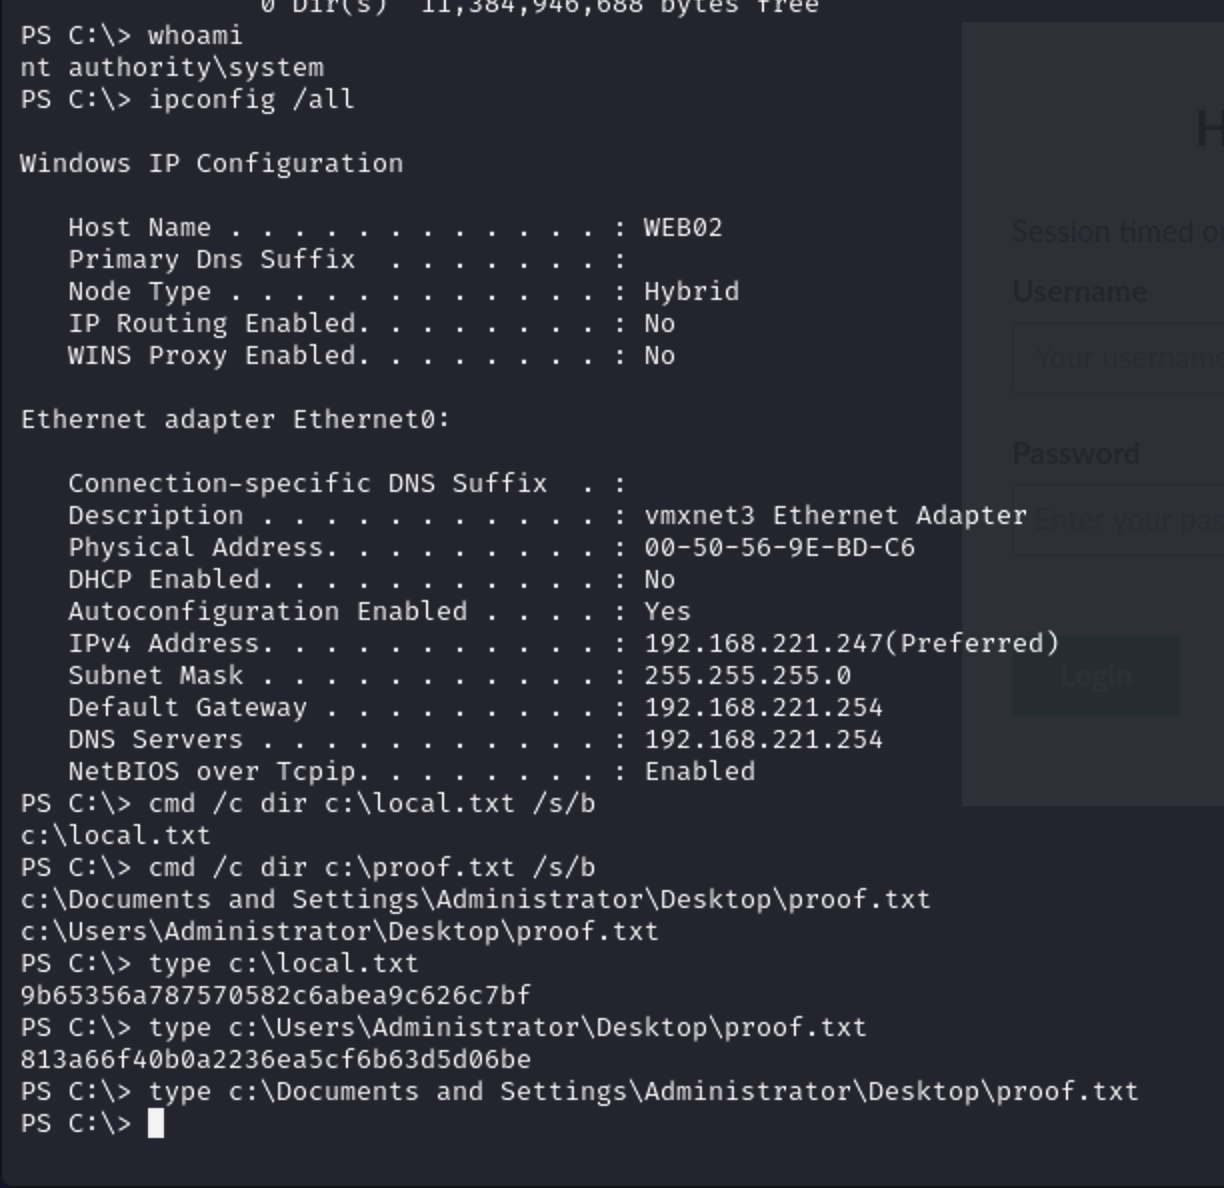 0 Dir(s)  11,384,946,688 bytes free
PS C:\> whoami
nt authority\system
PS C:\> ipconfig /all
Windows IP Configuration
Host Name . . . . . . . . . . . . : WEB02
Primary Dns Suffix  . . . . . . . :
Node Type . . . . . . . . . . . . : Hybrid
IP Routing Enabled. . . . . . . . : No
WINS Proxy Enabled. . . . . . . . : No
Ethernet adapter Ethernet0:
Connection-specific DNS Suffix  . :
Description . . . . . . . . . . . : vmxnet3 Ethernet Adapter
Physical Address. . . . . . . . . : 00-50-56-9E-BD-C6
DHCP Enabled. . . . . . . . . . . : No
Autoconfiguration Enabled . . . . : Yes
IPv4 Address. . . . . . . . . . . : 192.168.221.247(Preferred)
Subnet Mask . . . . . . . . . . . : 255.255.255.0
Default Gateway . . . . . . . . . : 192.168.221.254
DNS Servers . . . . . . . . . . . : 192.168.221.254
NetBIOS over Tcpip. . . . . . . . : Enabled
PS C:\> cmd /c dir c:\local.txt /s/b
c:\local.txt
PS C:\> cmd /c dir c:\proof.txt /s/b
c:\Documents and Settings\Administrator\Desktop\proof.txt
c:\Users\Administrator\Desktop\proof.txt
PS C:\> type c:\local.txt
9b65356a787570582c6abea9c626c7bf
PS C:\> type c:\Users\Administrator\Desktop\proof.txt
813a66f40b0a2236ea5cf6b63d5d06be
PS C:\> type c:\Documents and Settings\Administrator\Desktop\proof.txt
PS C:\>
Session timed
Username
Your username
Password
Enter your
Login